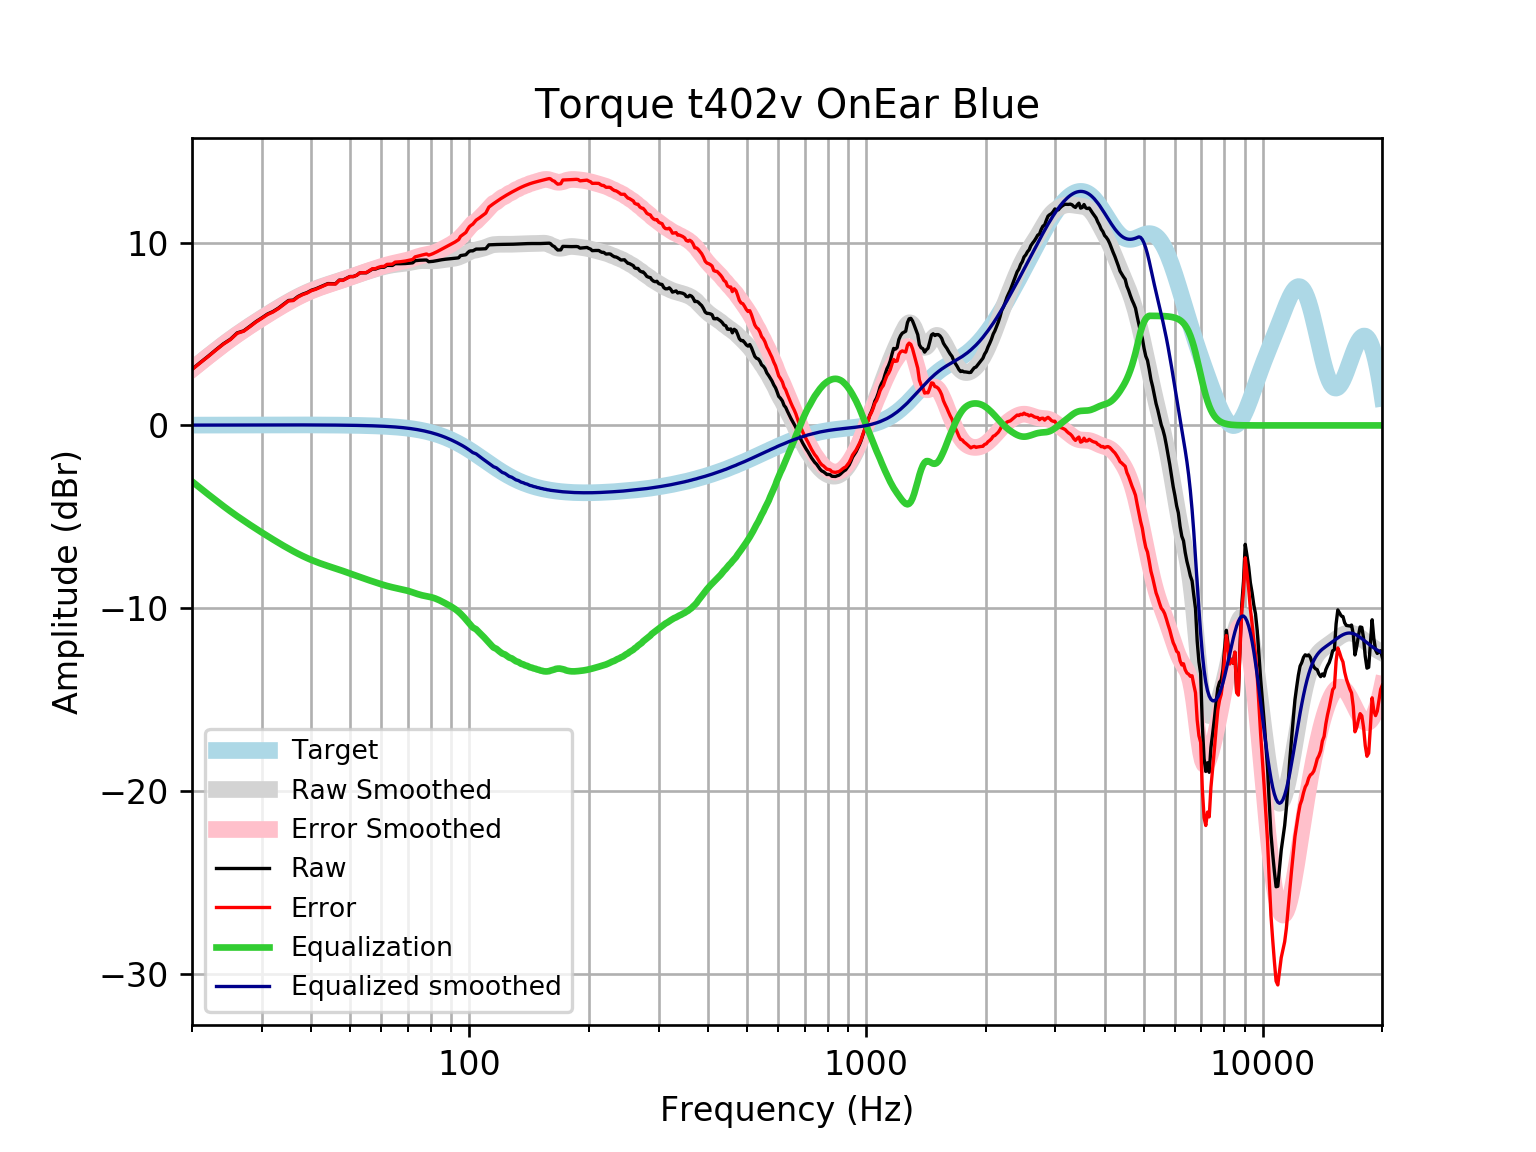 Torque t402v OnEar Blue
Amplitude (dBr)
10
0
−10
−20
−30
Target
Raw Smoothed
Error Smoothed
Raw
Error
Equalization
Equalized smoothed
100 1000 10000
Frequency (Hz)